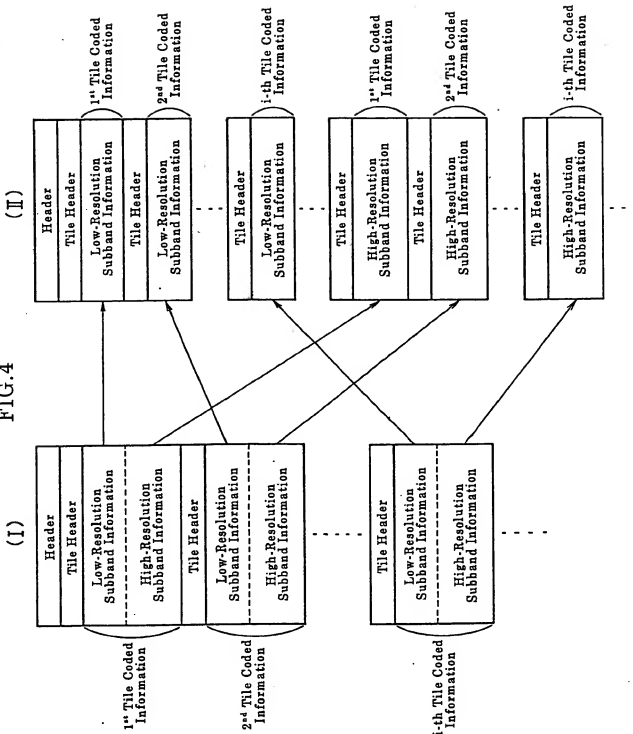 FIG.4
(I)
Header
Tile Header
Low-Resolution
Subband Information
High-Resolution
Subband Information
1st Tile Coded
Information
Tile Header
Low-Resolution
Subband Information
High-Resolution
Subband Information
2nd Tile Coded
Information
Tile Header
Low-Resolution
Subband Information
High-Resolution
Subband Information
i-th Tile Coded
Information
(II)
Header
Tile Header
Low-Resolution
Subband Information
1st Tile Coded
Information
Tile Header
Low-Resolution
Subband Information
2nd Tile Coded
Information
Tile Header
Low-Resolution
Subband Information
i-th Tile Coded
Information
Tile Header
High-Resolution
Subband Information
1st Tile Coded
Information
Tile Header
High-Resolution
Subband Information
2nd Tile Coded
Information
Tile Header
High-Resolution
Subband Information
i-th Tile Coded
Information